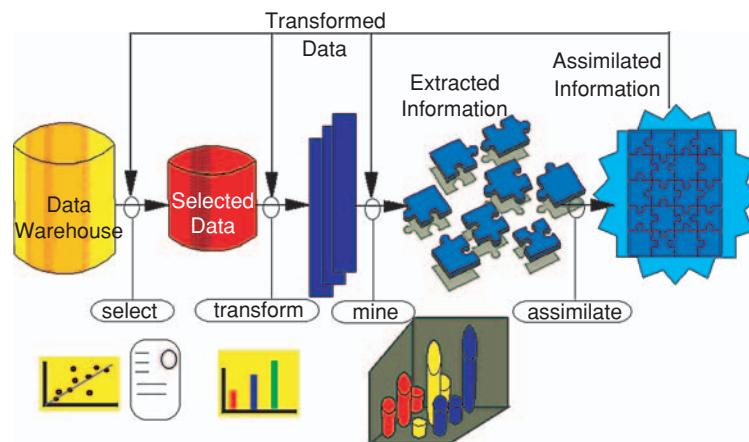 Transformed
Data
Assimilated
Information
Extracted
Information
Data
Warehouse
Selected
Data
select
transform
mine
assimilate